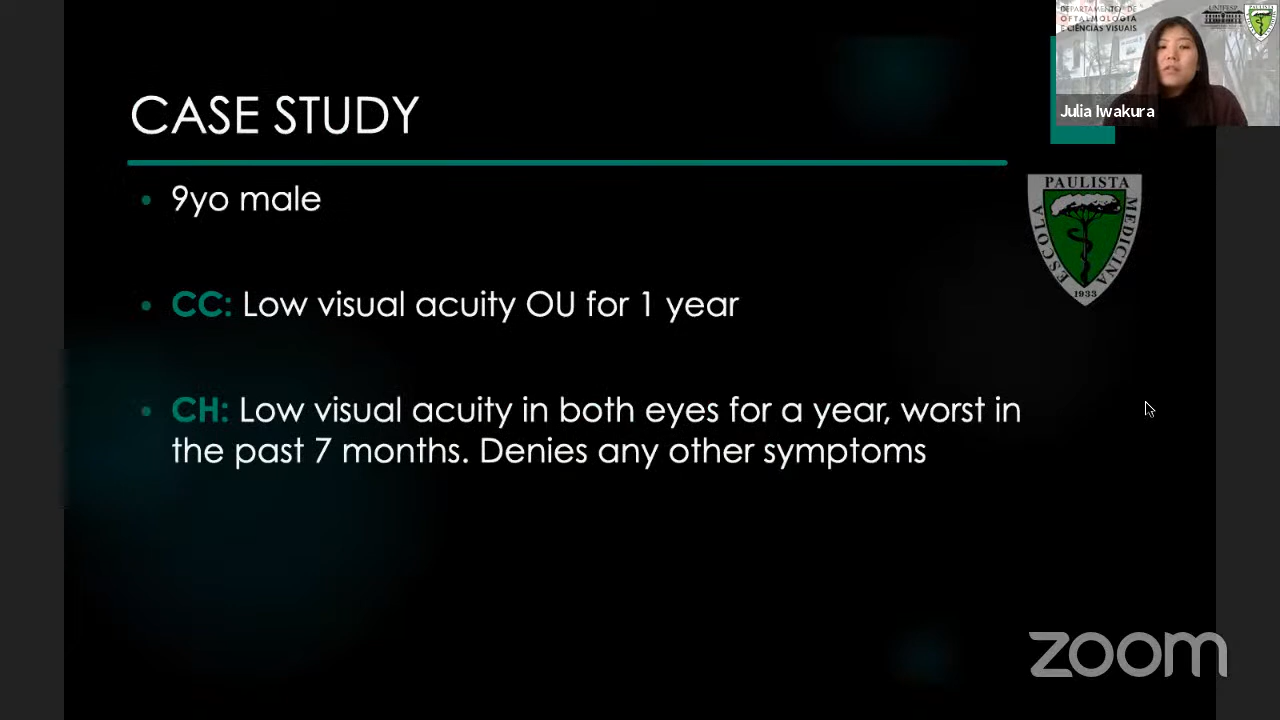 DEPARTAMENTO DE
OFTALMOLOGIA
E CIÊNCIAS VISUAIS
UNIFESP
PAULISTA
Julia Iwakura
CASE STUDY
9yo male
PAULISTA
ESCOLA
MEDICINA
1933
CC: Low visual acuity OU for 1 year
CH: Low visual acuity in both eyes for a year, worst in
the past 7 months. Denies any other symptoms
zoom